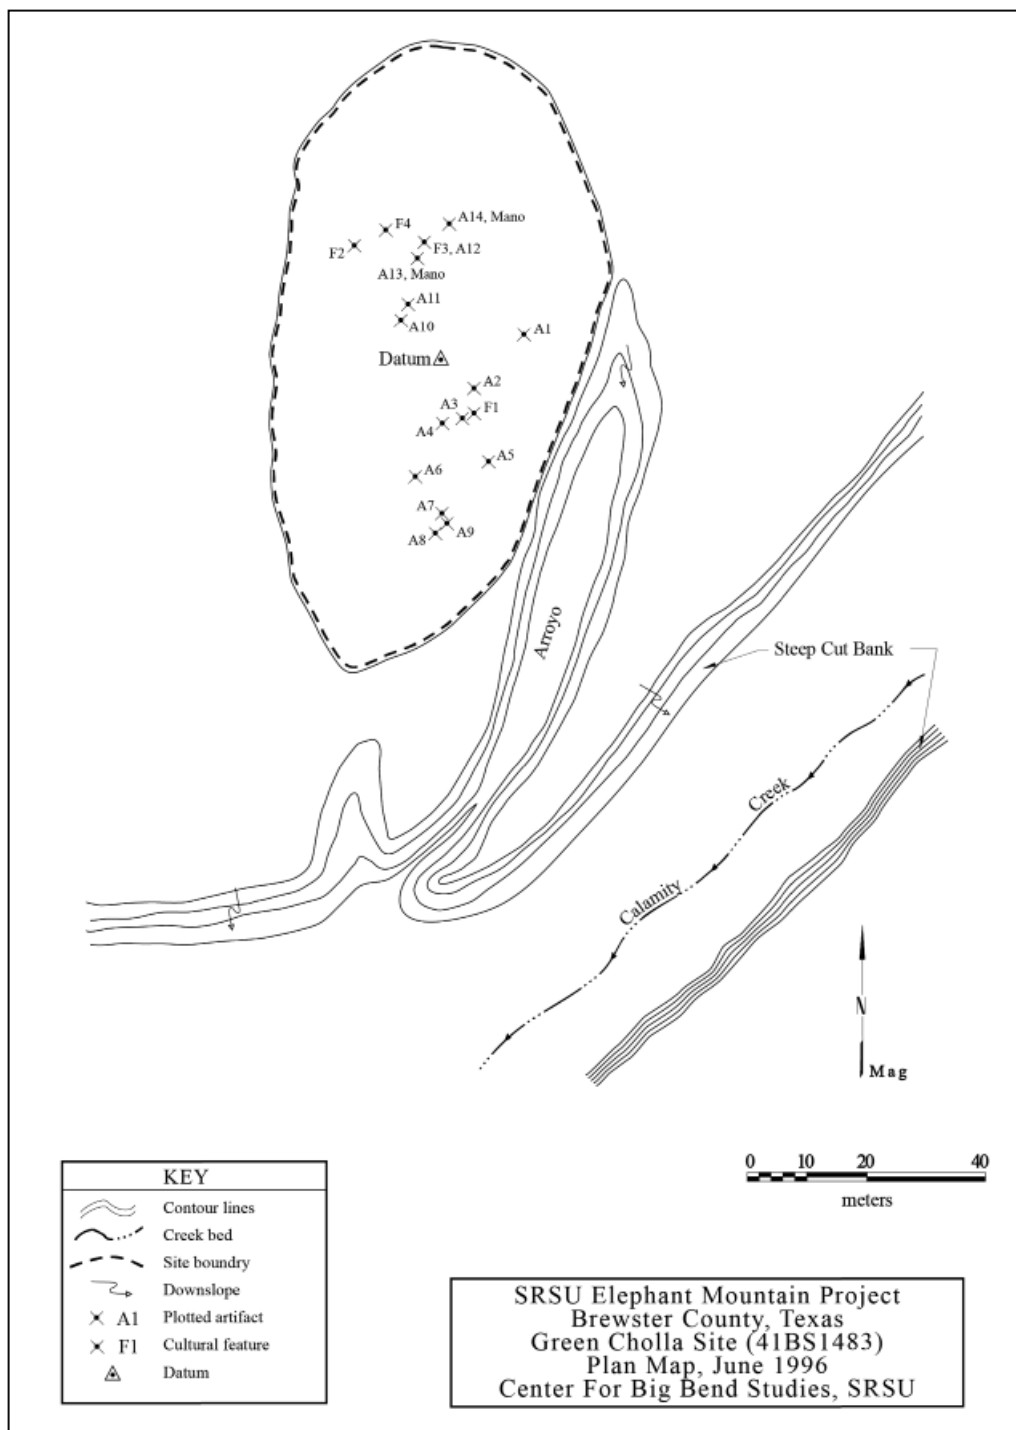 A14, Mano
F4
F2
F3, A12
A13, Mano
A11
A10
A1
Datum
A2
A3
F1
A4
A5
A6
A7
A9
A8
Arroyo
Steep Cut Bank
Creek
Calamity
N
Mag
0 10 20 40
meters
KEY
Contour lines
Creek bed
Site boundry
Downslope
A1 Plotted artifact
F1 Cultural feature
Datum
SRSU Elephant Mountain Project
Brewster County, Texas
Green Cholla Site (41BS1483)
Plan Map, June 1996
Center For Big Bend Studies, SRSU